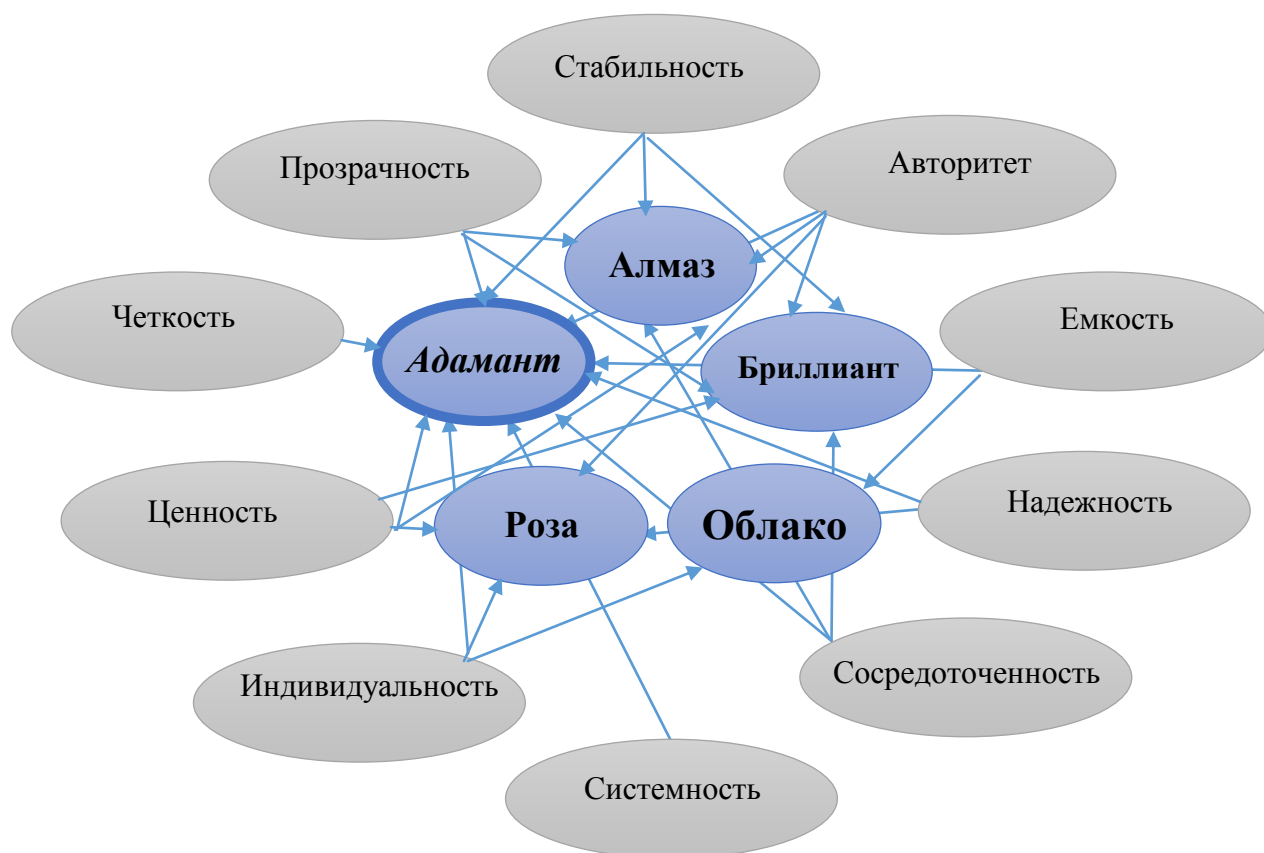 Стабильность
Прозрачность
Авторитет
Алмаз
Четкость
Емкость
Адамант
Бриллиант
Ценность
Роза
Облако
Надежность
Индивидуальность
Сосредоточенность
Системность